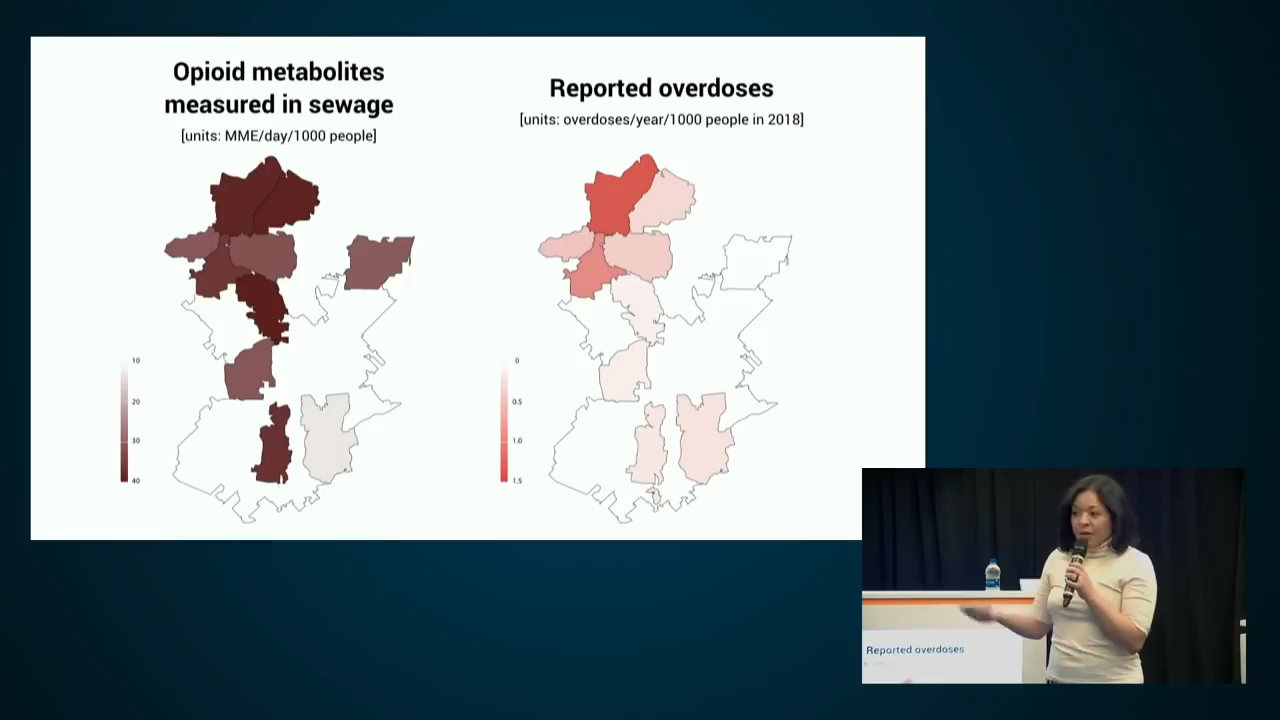 Opioid metabolites
measured in sewage
[units: MME/day/1000 people]
Reported overdoses
[units: overdoses/year/1000 people in 2018]
10
20
30
40
0
0.5
1.0
1.5
Reported overdoses